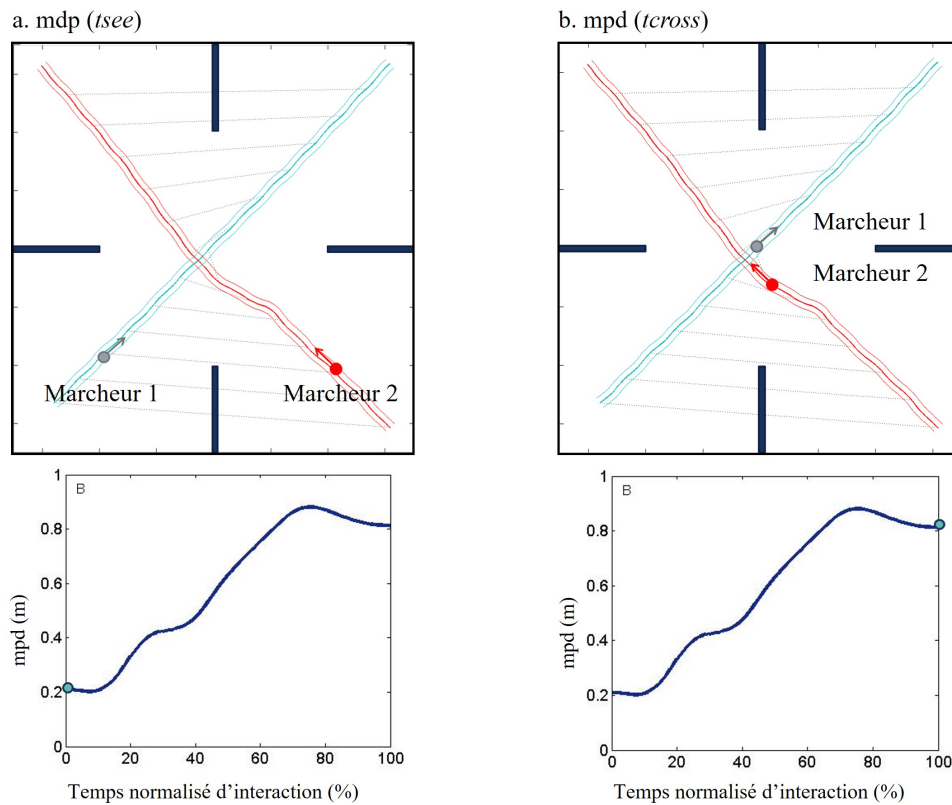 a. mdp (tsee)
Marcheur 1
Marcheur 2
B
1
0.8
0.6
0.4
0.2
0
mpd (m)
0 20 40 60 80 100
Temps normalisé d’interaction (%)
b. mpd (tcross)
Marcheur 1
Marcheur 2
B
1
0.8
0.6
0.4
0.2
0
mpd (m)
0 20 40 60 80 100
Temps normalisé d’interaction (%)